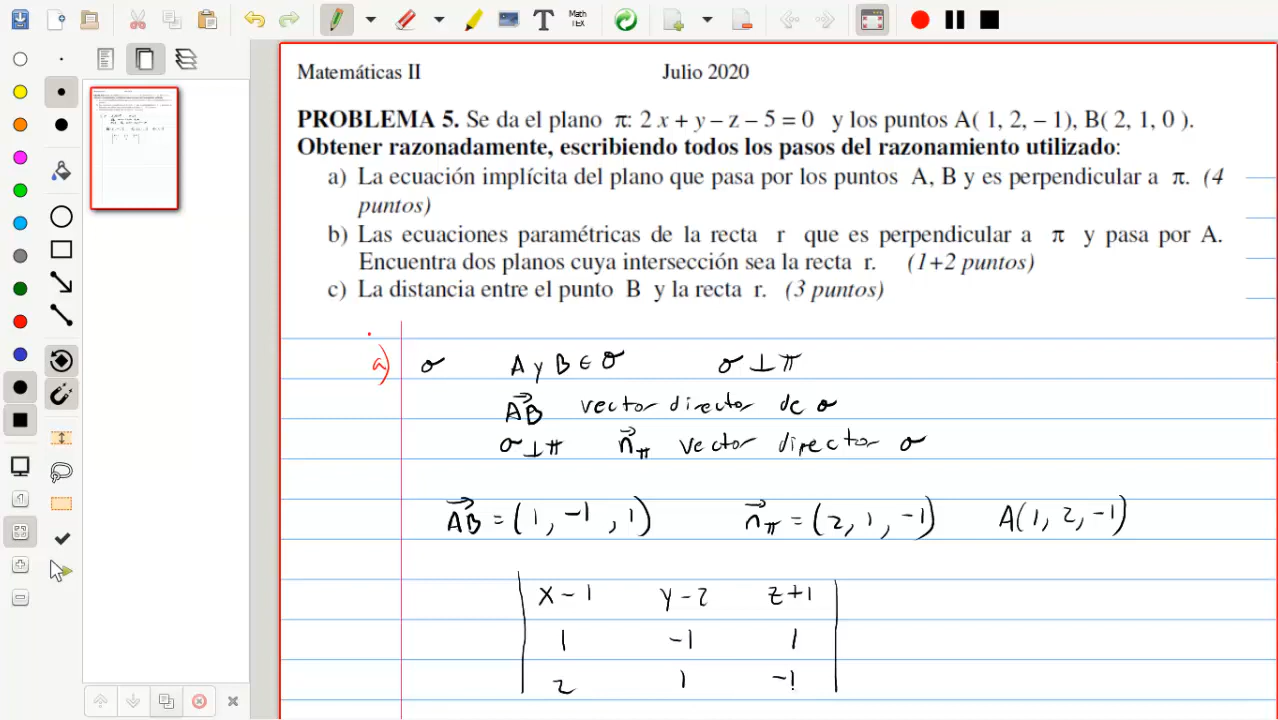 T Math TEX
Matemáticas II Julio 2020
PROBLEMA 5. Se da el plano π: 2 x + y – z – 5 = 0 y los puntos A( 1, 2, – 1), B( 2, 1, 0 ).
Obtener razonadamente, escribiendo todos los pasos del razonamiento utilizado:
a) La ecuación implícita del plano que pasa por los puntos A, B y es perpendicular a π. (4
puntos)
b) Las ecuaciones paramétricas de la recta r que es perpendicular a π y pasa por A.
Encuentra dos planos cuya intersección sea la recta r. (1+2 puntos)
c) La distancia entre el punto B y la recta r. (3 puntos)
a) σ A y B ∈ σ σ ⊥ π
AB⃗ vector director de σ
σ ⊥ π n⃗π vector director σ
AB⃗ = (1, -1, 1) n⃗π = (2, 1, -1) A(1, 2, -1)
| x-1 y-2 z+1 |
| 1 -1 1 |
| 2 1 -1 |